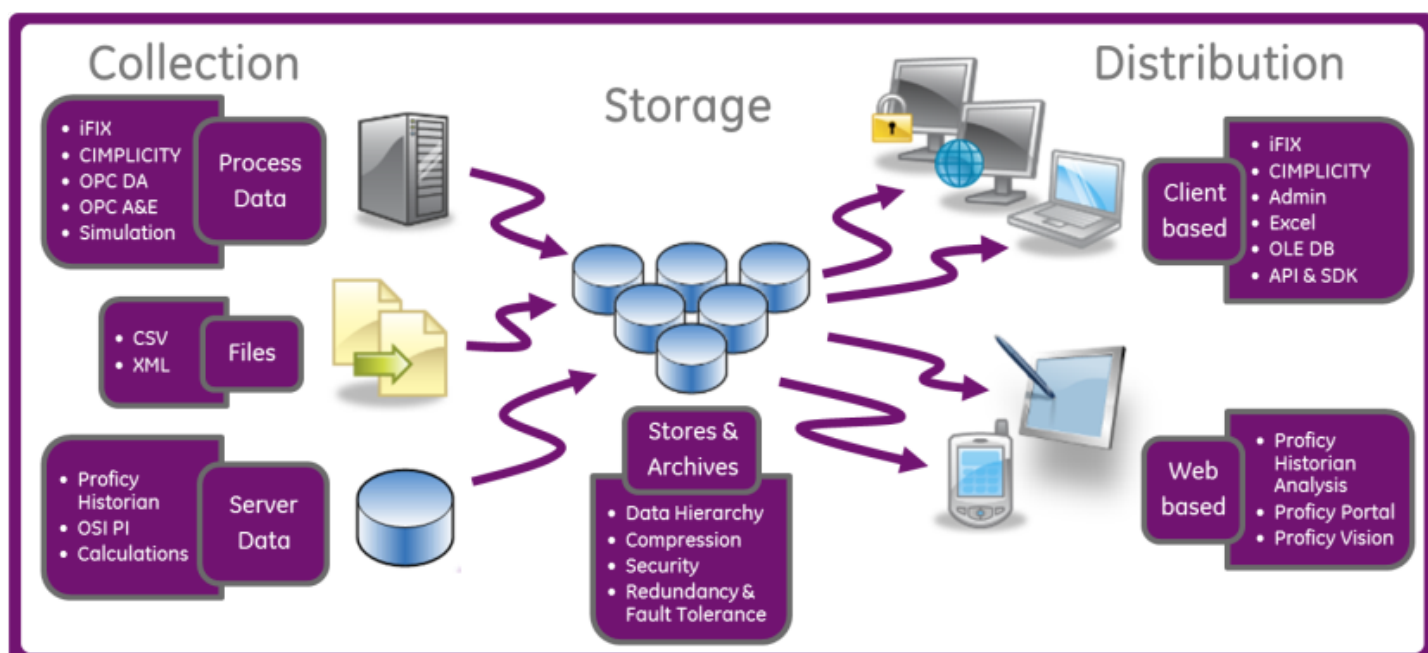 Collection
Storage
Distribution
• iFIX
• CIMPLICITY
• OPC DA
• OPC A&E
• Simulation
Process
Data
• CSV
• XML
Files
• Proficy
Historian
• OSI PI
• Calculations
Server
Data
Stores &
Archives
• Data Hierarchy
• Compression
• Security
• Redundancy &
Fault Tolerance
Client
based
• iFIX
• CIMPLICITY
• Admin
• Excel
• OLE DB
• API & SDK
Web
based
• Proficy
Historian
Analysis
• Proficy Portal
• Proficy Vision